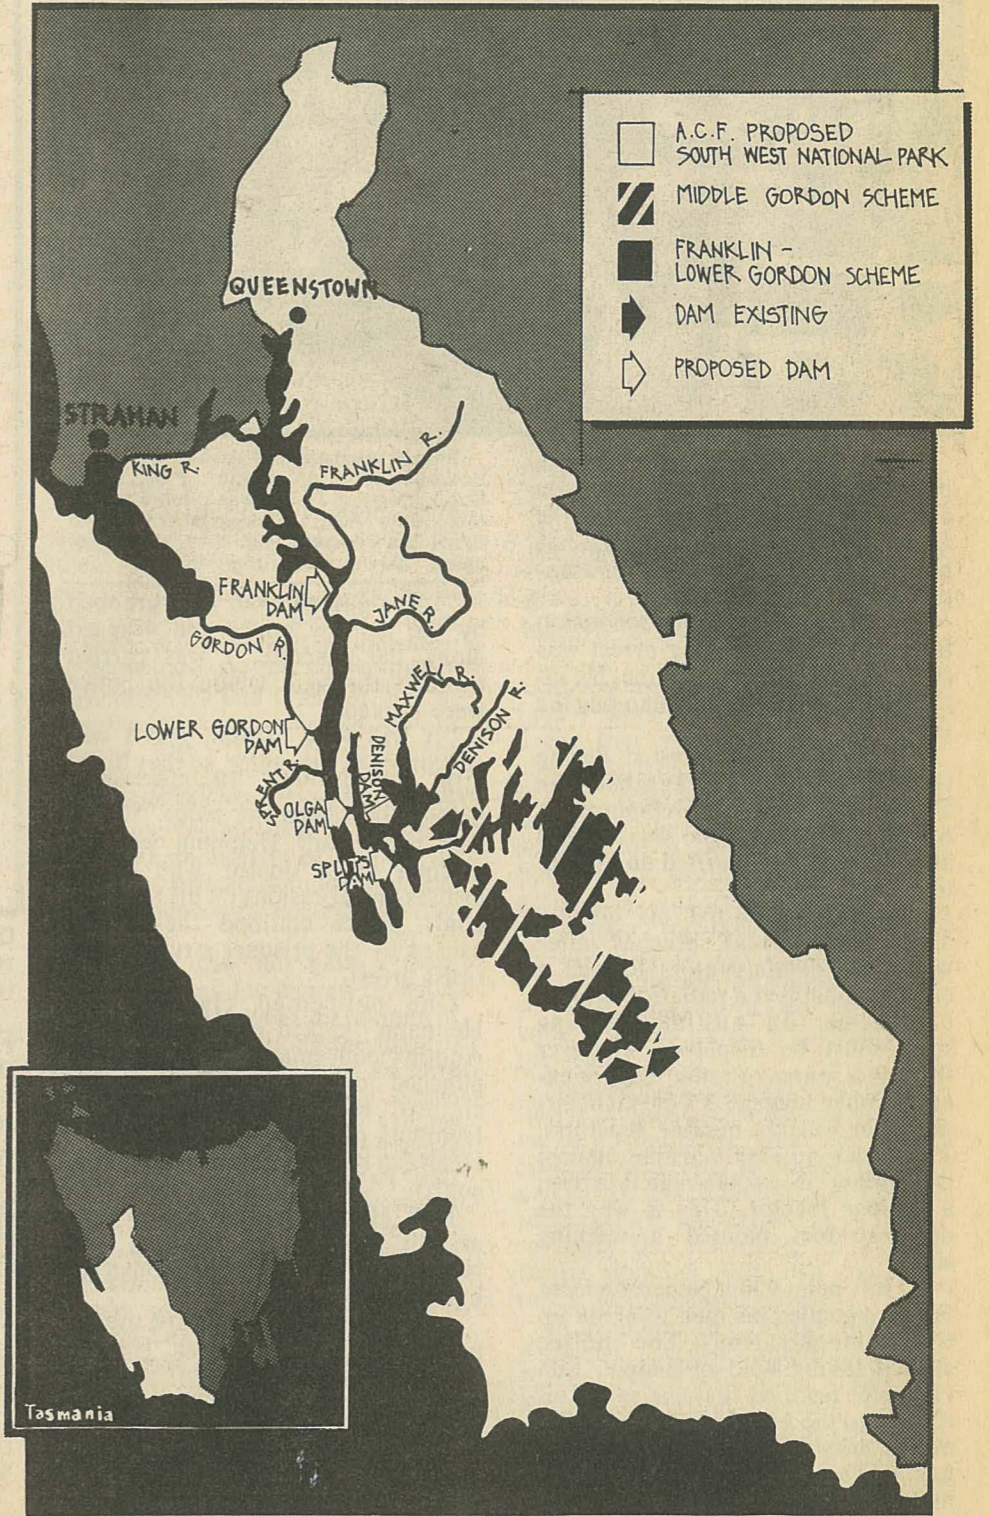 A.C.F. PROPOSED
SOUTH WEST NATIONAL PARK
MIDDLE GORDON SCHEME
FRANKLIN -
LOWER GORDON SCHEME
DAM EXISTING
PROPOSED DAM
QUEENSTOWN
STRAHAN
KING R.
FRANKLIN R.
FRANKLIN
DAM
JANE R.
GORDON R.
MAXWELL R.
DENISON R.
LOWER GORDON
DAM
DENISON
DAM
SPRENT R.
OLGA
DAM
SPLITS
DAM
Tasmania